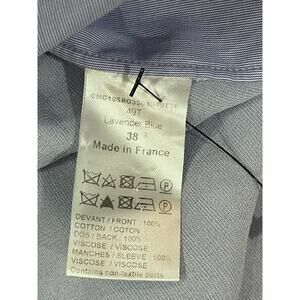 49T
Lavender Blue
38
Made in France
DEVANT / FRONT : 100%
COTTON / COTON
DOS / BACK : 100%
VISCOSE / VISCOSE
MANCHES / SLEEVE : 100%
VISCOSE / VISCOSE
Contains non-textile parts